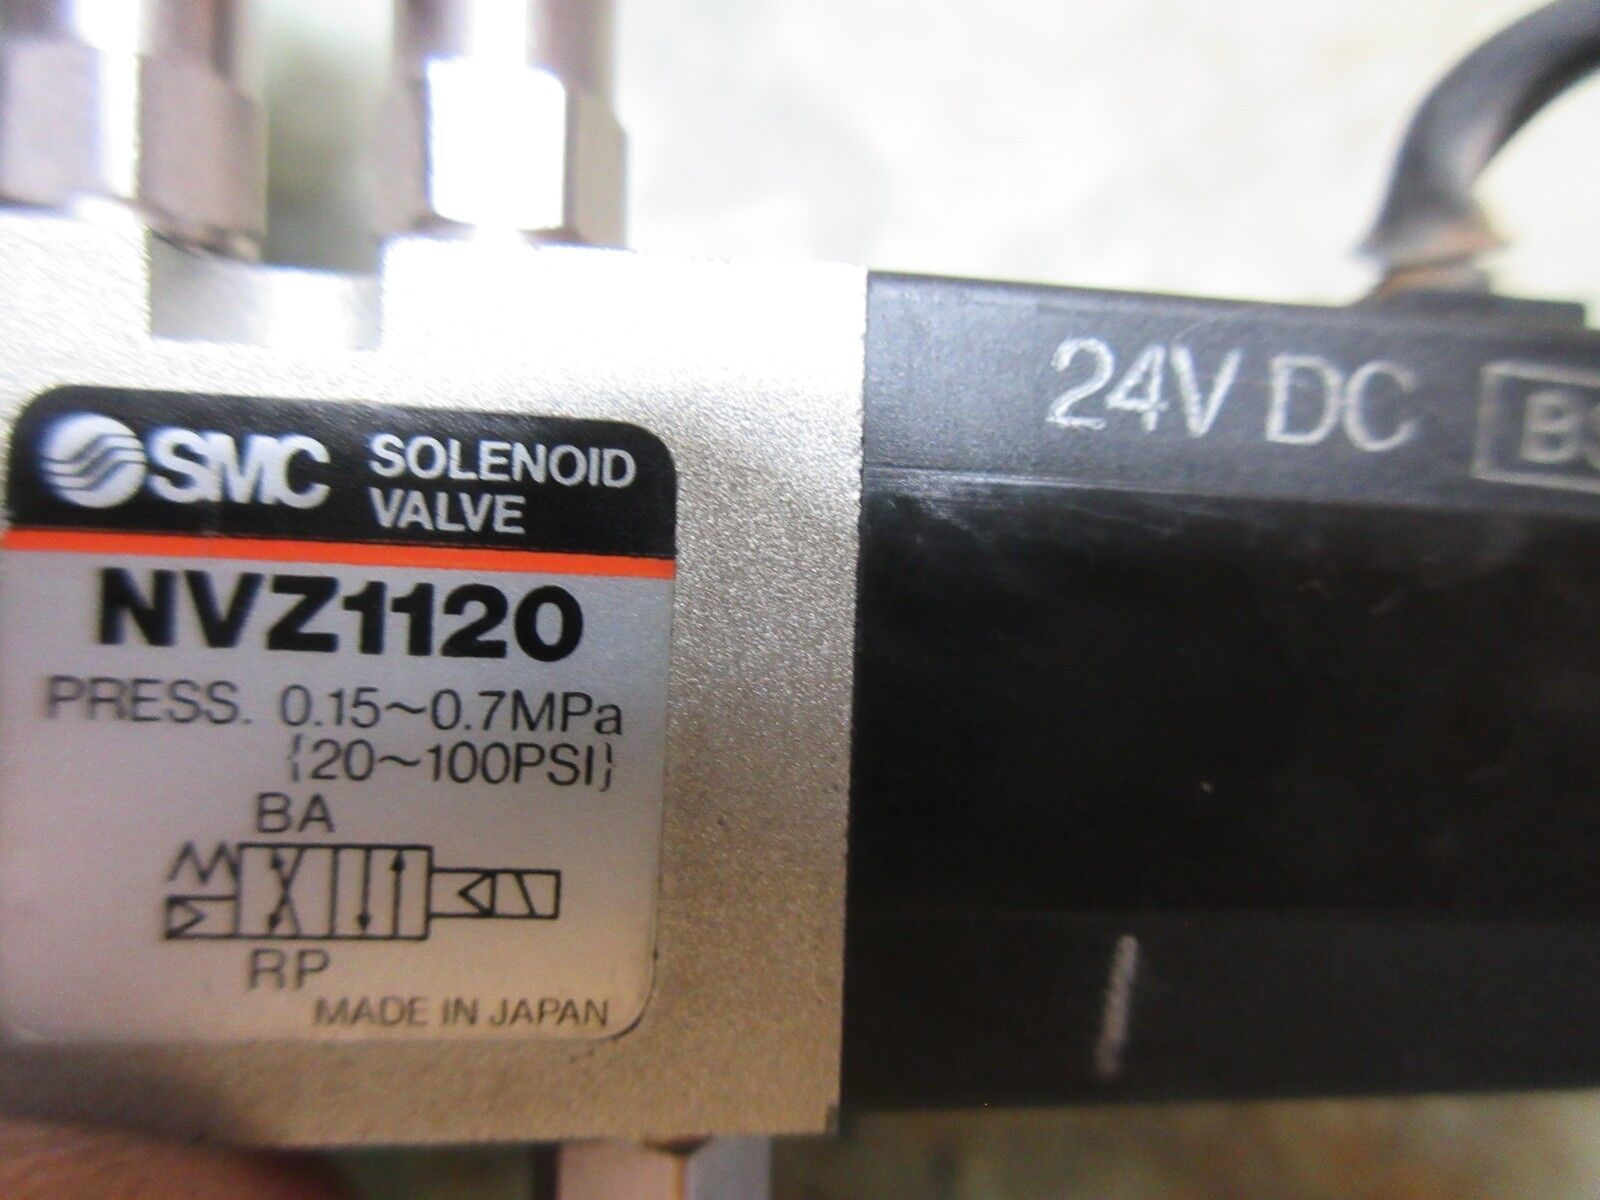 SMC SOLENOID
VALVE
NVZ1120
PRESS. 0.15~0.7MPa
{20~100PSI}
BA
RP
MADE IN JAPAN
24V DC